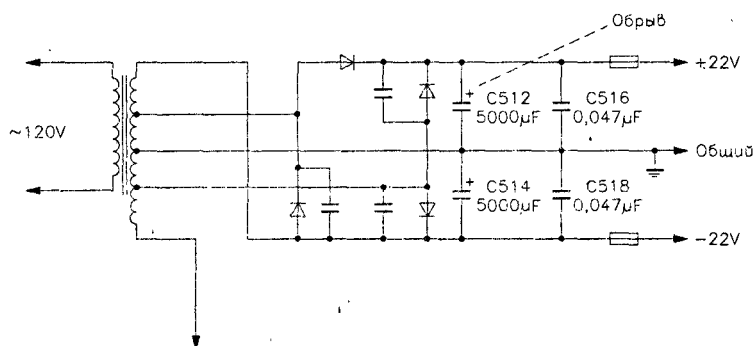 Обрыв
+22V
C512
5000µF
C516
0,047µF
~120V
Общий
C514
5000µF
C518
0,047µF
-22V